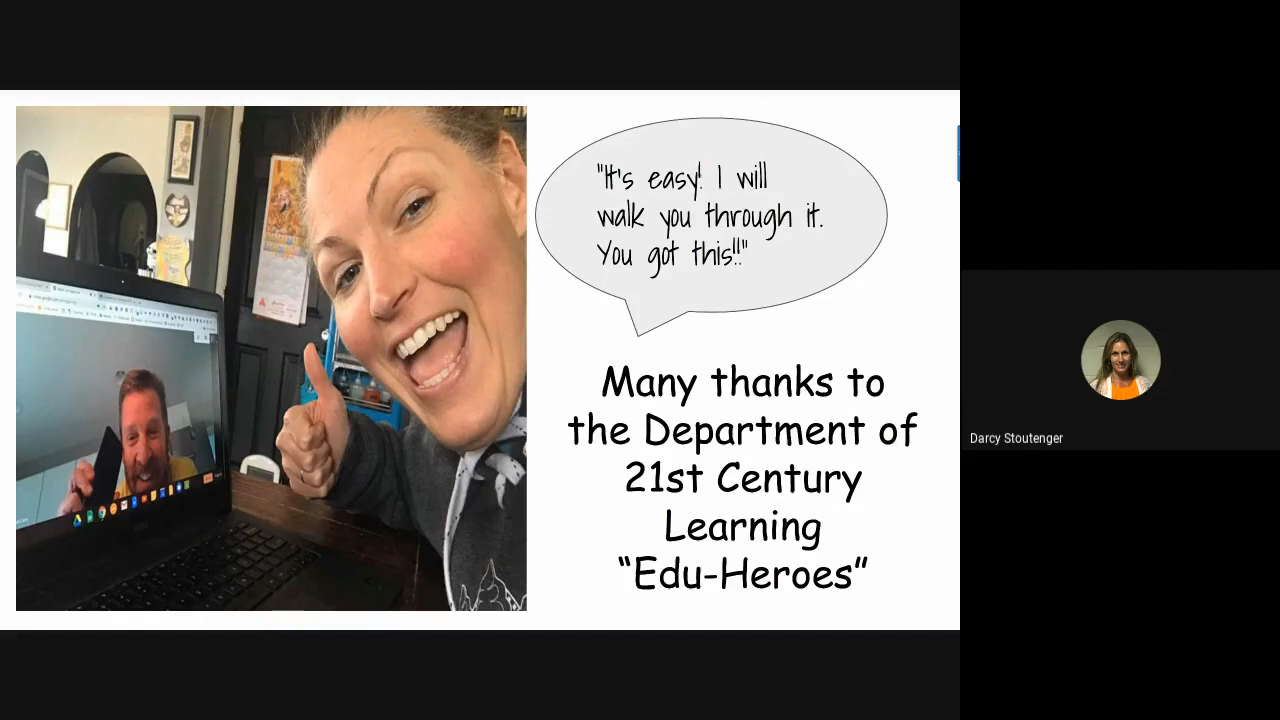 "It's easy! I will
walk you through it.
You got this!!"
Many thanks to
the Department of
21st Century
Learning
“Edu-Heroes”
Darcy Stoutenger